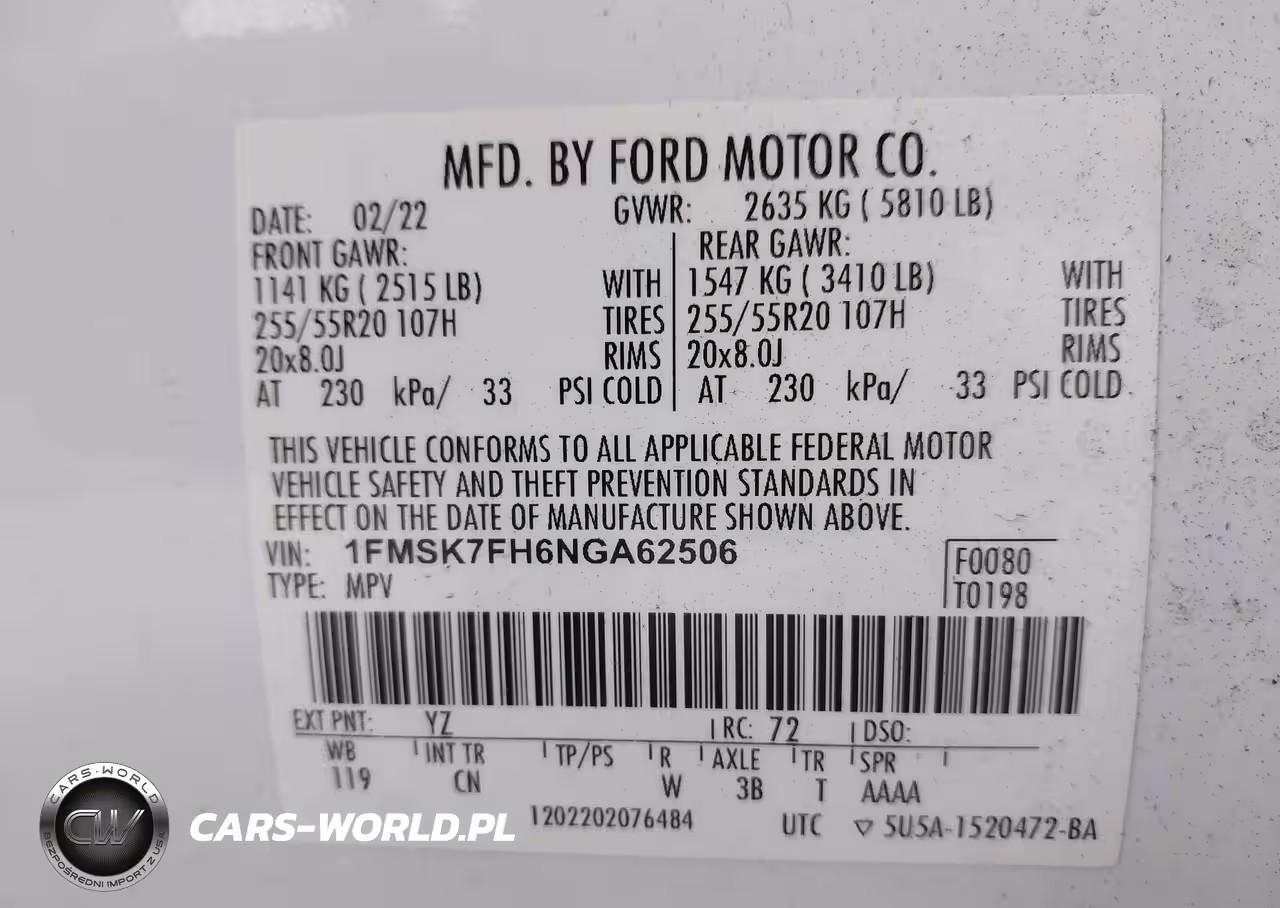 MFD. BY FORD MOTOR CO.
DATE: 02/22 GVWR: 2635 KG ( 5810 LB)
FRONT GAWR: REAR GAWR:
1141 KG ( 2515 LB) WITH 1547 KG ( 3410 LB) WITH
255/55R20 107H TIRES 255/55R20 107H TIRES
20x8.0J RIMS 20x8.0J RIMS
AT 230 kPa/ 33 PSI COLD AT 230 kPa/ 33 PSI COLD
THIS VEHICLE CONFORMS TO ALL APPLICABLE FEDERAL MOTOR
VEHICLE SAFETY AND THEFT PREVENTION STANDARDS IN
EFFECT ON THE DATE OF MANUFACTURE SHOWN ABOVE.
VIN: 1FMSK7FH6NGA62506
F0080
TYPE: MPV
T0198
EXT PNT: YZ RC: 72 DSO:
WB INT TR TP/PS R AXLE TR SPR
119 CN W 3B T AAAA
1202202076484 UTC ▽ 5U5A-1520472-BA
CARS-WORLD
CW
BEZPOŚREDNI IMPORT Z USA
CARS-WORLD.PL